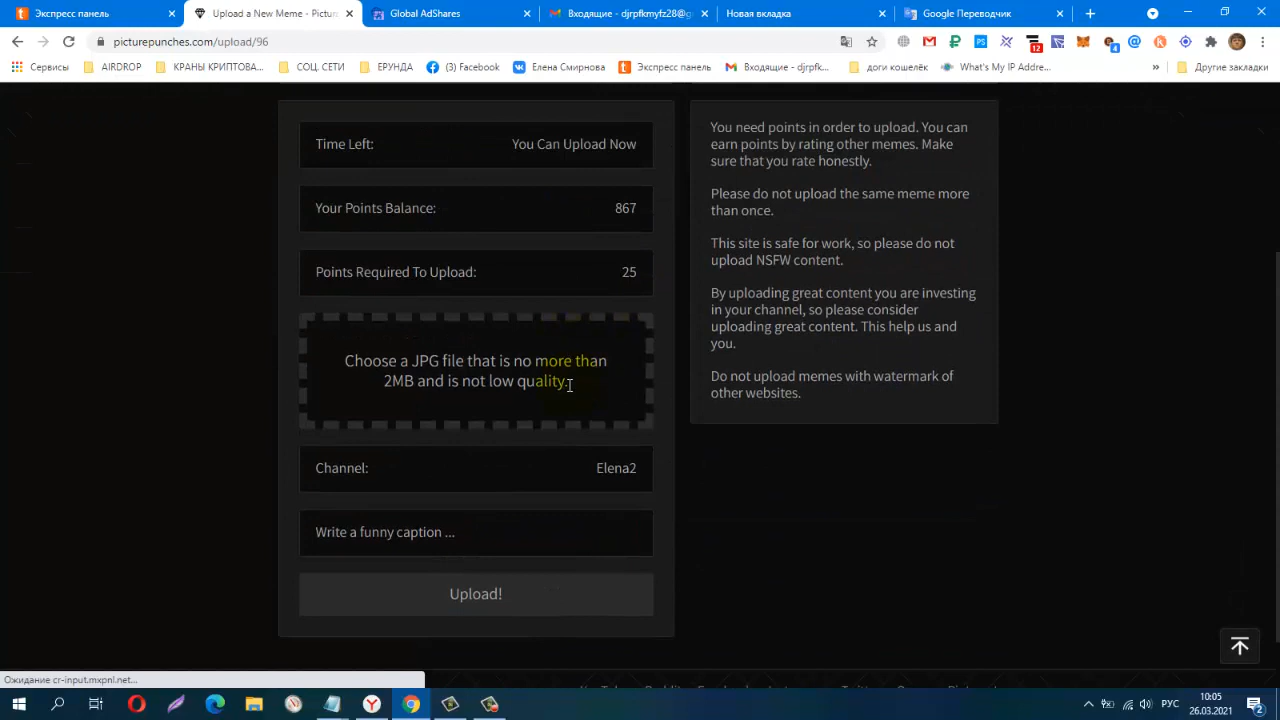 Экспресс панель
Upload a New Meme - Pictur
Global AdShares
Входящие - djrpfkmyfz28@g
Новая вкладка
Google Переводчик
picturepunches.com/upload/96
12
4
Сервисы
AIRDROP
КРАНЫ КРИПТОВА...
СОЦ. СЕТИ
ЕРУНДА
(3) Facebook
Елена Смирнова
Экспресс панель
Входящие - djrpfk...
доги кошелёк
What's My IP Addre...
»
Другие закладки
Time Left:
You Can Upload Now
Your Points Balance:
867
Points Required To Upload:
25
Choose a JPG file that is no more than
2MB and is not low quality.
Channel:
Elena2
Write a funny caption ...
Upload!
You need points in order to upload. You can
earn points by rating other memes. Make
sure that you rate honestly.
Please do not upload the same meme more
than once.
This site is safe for work, so please do not
upload NSFW content.
By uploading great content you are investing
in your channel, so please consider
uploading great content. This help us and
you.
Do not upload memes with watermark of
other websites.
Ожидание cr-input.mxpnl.net...
РУС
10:05
26.03.2021
2